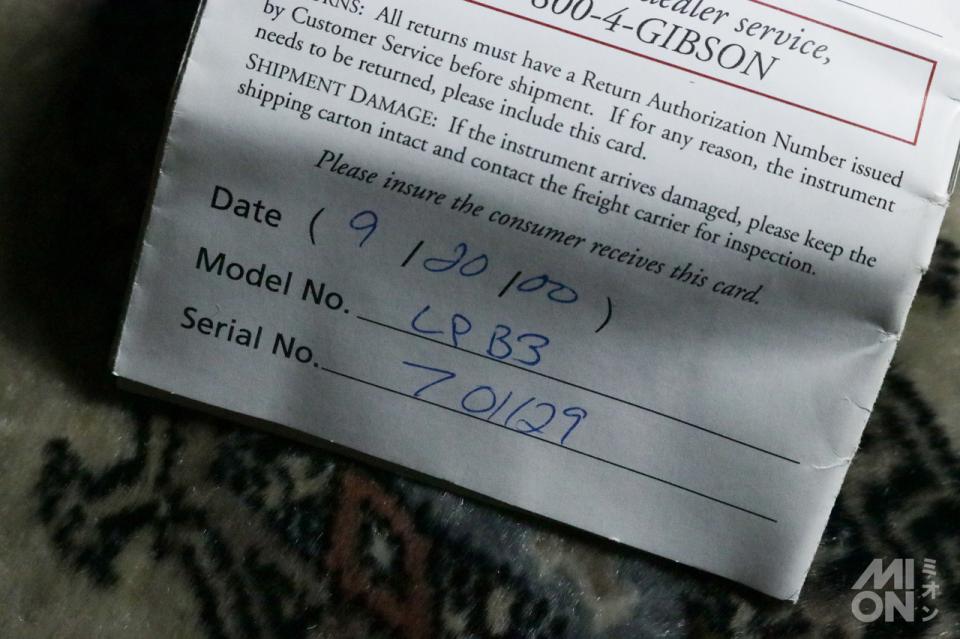 dealer service,
800-4-GIBSON
RNS: All returns must have a Return Authorization Number issued
by Customer Service before shipment. If for any reason, the instrument
needs to be returned, please include this card.
SHIPMENT DAMAGE: If the instrument arrives damaged, please keep the
shipping carton intact and contact the freight carrier for inspection.
Please insure the consumer receives this card.
Date ( 9 / 20 / 00 )
Model No. LPB3
Serial No. 701129
MI
ON
ミオン